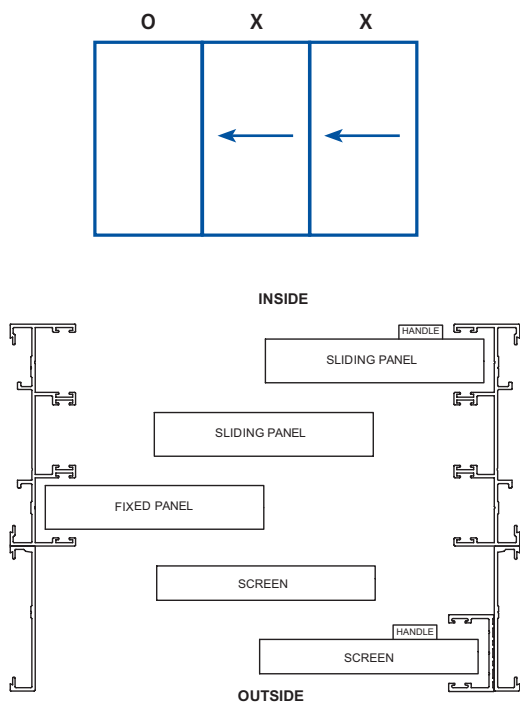 O X X
INSIDE
HANDLE
SLIDING PANEL
SLIDING PANEL
FIXED PANEL
SCREEN
HANDLE
SCREEN
OUTSIDE